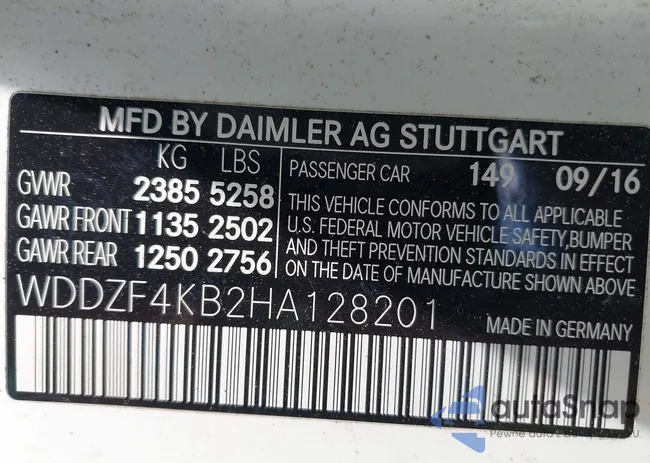 MFD BY DAIMLER AG STUTTGART
KG LBS
GVWR 2385 5258
GAWR FRONT 1135 2502
GAWR REAR 1250 2756
PASSENGER CAR 149 09/16
THIS VEHICLE CONFORMS TO ALL APPLICABLE
U.S. FEDERAL MOTOR VEHICLE SAFETY,BUMPER
AND THEFT PREVENTION STANDARDS IN EFFECT
ON THE DATE OF MANUFACTURE SHOWN ABOVE
WDDZF4KB2HA128201
MADE IN GERMANY
autoSnap
Pewne auta z